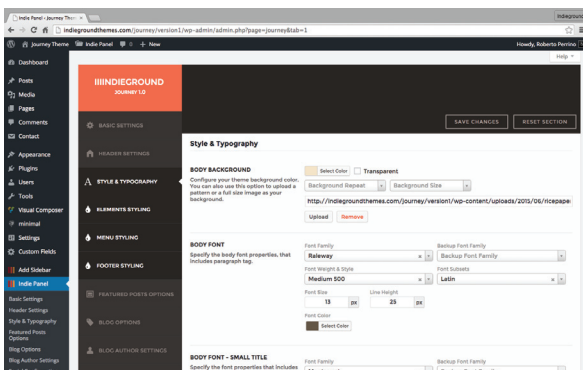 Indie Panel - Journey The
Indieground
indiegroundthemes.com/journey/version1/wp-admin/admin.php?page=journey&tab=1
Journey Theme
Indie Panel
0
New
Howdy, Roberto Perrino
Help
Dashboard
Posts
Media
Pages
Comments
Contact
Appearance
Plugins
Users
Tools
Visual Composer
minimal
Settings
Custom Fields
Add Sidebar
Indie Panel
Basic Settings
Header Settings
Style & Typography
Featured Posts
Options
Blog Options
Blog Author Settings
INDIEGROUND
JOURNEY 1.0
BASIC SETTINGS
HEADER SETTINGS
STYLE & TYPOGRAPHY
ELEMENTS STYLING
MENU STYLING
FOOTER STYLING
FEATURED POSTS OPTIONS
BLOG OPTIONS
BLOG AUTHOR SETTINGS
SAVE CHANGES
RESET SECTION
Style & Typography
BODY BACKGROUND
Configure your theme background color.
You can also use this option to upload a
pattern or a full size image as your
background.
Select Color
Transparent
Background Repeat
Background Size
http://indiegroundthemes.com/journey/version1/wp-content/uploads/2015/06/ricepaper
Upload
Remove
BODY FONT
Specify the body font properties, that
includes paragraph tag.
Font Family
Backup Font Family
Raleway
Backup Font Family
Font Weight & Style
Font Subsets
Medium 500
Latin
Font Size
Line Height
13
px
25
px
Font Color
Select Color
BODY FONT - SMALL TITLE
Specify the font properties that includes
Font Family
Backup Font Family